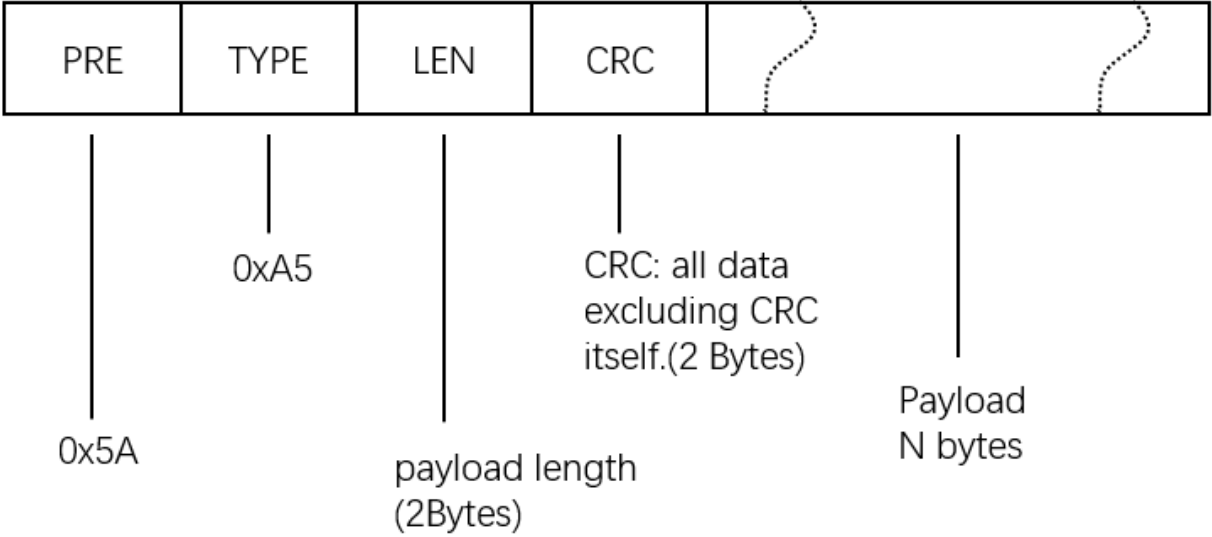 PRE
TYPE
LEN
CRC
0xA5
CRC: all data
excluding CRC
itself.(2 Bytes)
0x5A
payload length
(2Bytes)
Payload
N bytes